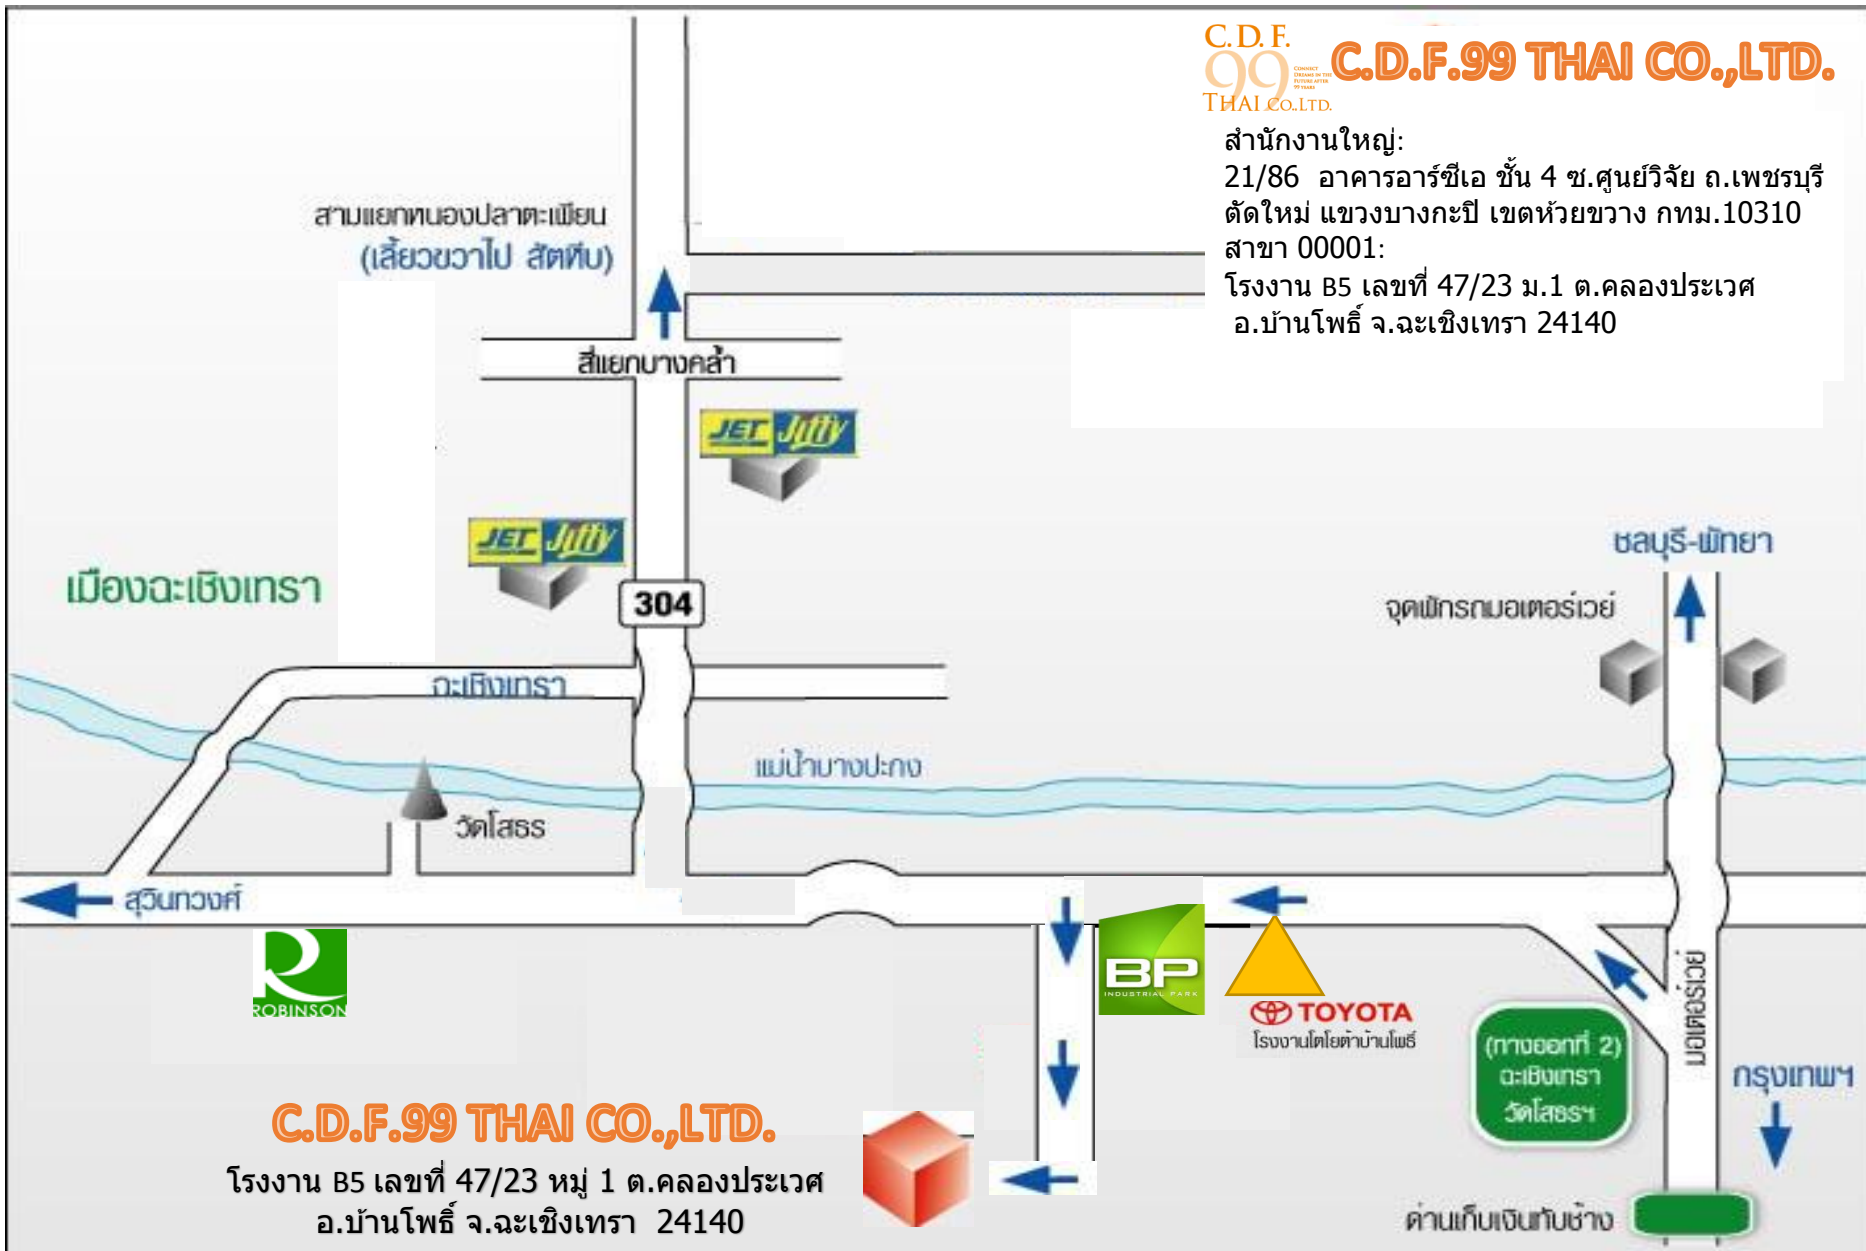 C.D.F.
99
CONNECT
DREAMS IN THE
FUTURE AFTER
99 YEARS
THAI CO.,LTD.
C.D.F.99 THAI CO.,LTD.
สำนักงานใหญ่:
21/86 อาคารอาร์ซีเอ ชั้น 4 ซ.ศูนย์วิจัย ถ.เพชรบุรี
ตัดใหม่ แขวงบางกะปิ เขตห้วยขวาง กทม.10310
สาขา 00001:
โรงงาน B5 เลขที่ 47/23 ม.1 ต.คลองประเวศ
อ.บ้านโพธิ์ จ.ฉะเชิงเทรา 24140
สามแยกหนองปลาตะเพียน
(เลี้ยวขวาไป สัตหีบ)
สี่แยกบางคล้า
JET Jiffy
JET Jiffy
ชลบุรี-พัทยา
เมืองฉะเชิงเทรา
304
จุดพักรถมอเตอร์เวย์
ฉะเชิงเทรา
แม่น้ำบางปะกง
วัดโสธร
สุวินทวงศ์
ROBINSON
BP
INDUSTRIAL PARK
TOYOTA
โรงงานโตโยต้าบ้านโพธิ์
มอเตอร์เวย์
(ทางออกที่ 2)
ฉะเชิงเทรา
วัดโสธรฯ
กรุงเทพฯ
C.D.F.99 THAI CO.,LTD.
โรงงาน B5 เลขที่ 47/23 หมู่ 1 ต.คลองประเวศ
อ.บ้านโพธิ์ จ.ฉะเชิงเทรา 24140
ด่านเก็บเงินทับช้าง